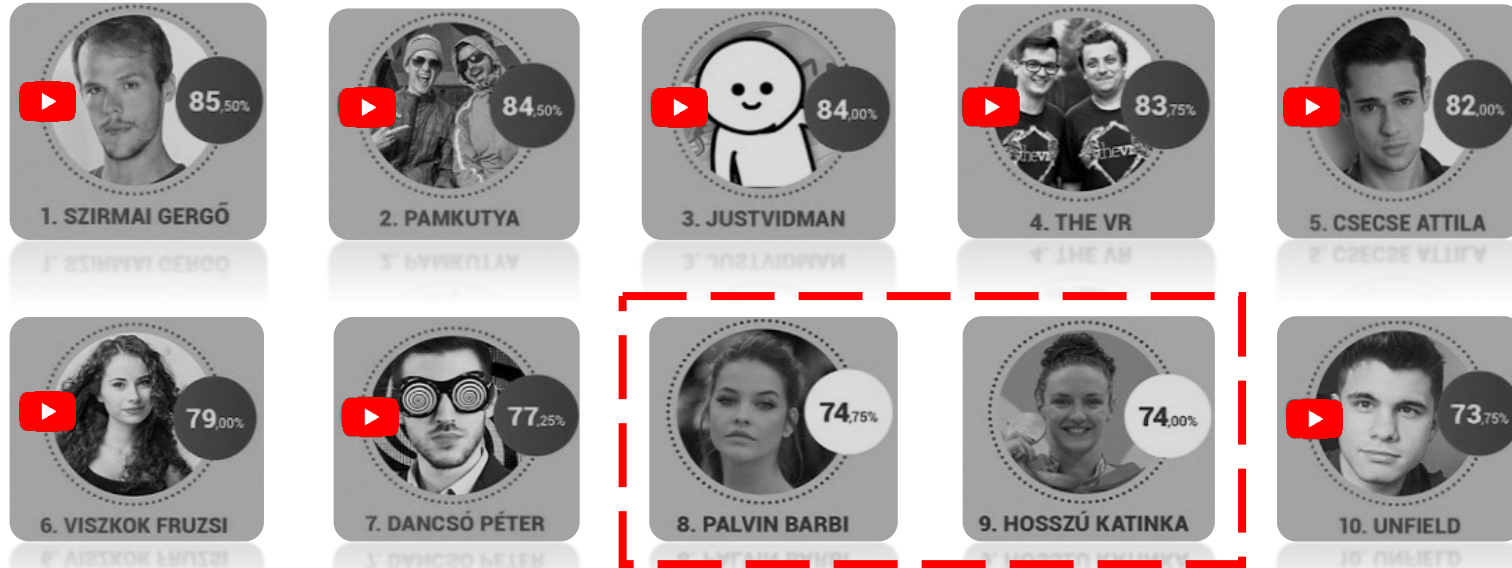 85,50%
1. SZIRMAI GERGŐ
84,50%
2. PAMKUTYA
84,00%
3. JUSTVIDMAN
83,75%
theVR
theVR
4. THE VR
82,00%
5. CSECSE ATTILA
79,00%
6. VISZKOK FRUZSI
77,25%
7. DANCSÓ PÉTER
74,75%
8. PALVIN BARBI
74,00%
9. HOSSZÚ KATINKA
73,75%
10. UNFIELD